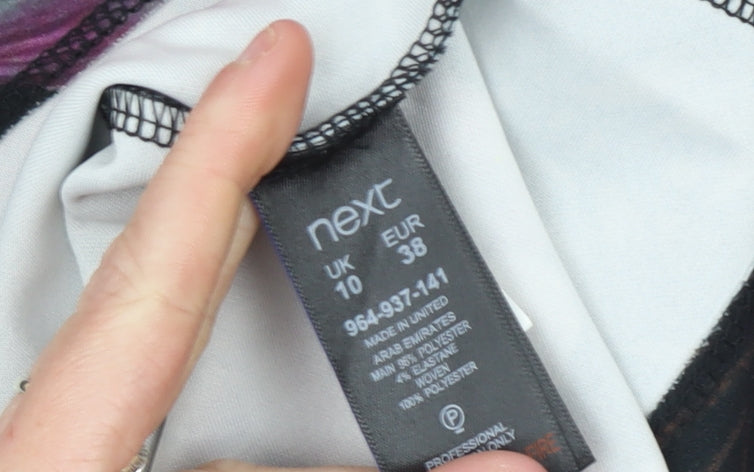 next
UK EUR
10 38
964-937-141
MADE IN UNITED
ARAB EMIRATES
MAIN 96% POLYESTER
4% ELASTANE
WOVEN
100% POLYESTER
P
PROFESSIONAL
ONLY